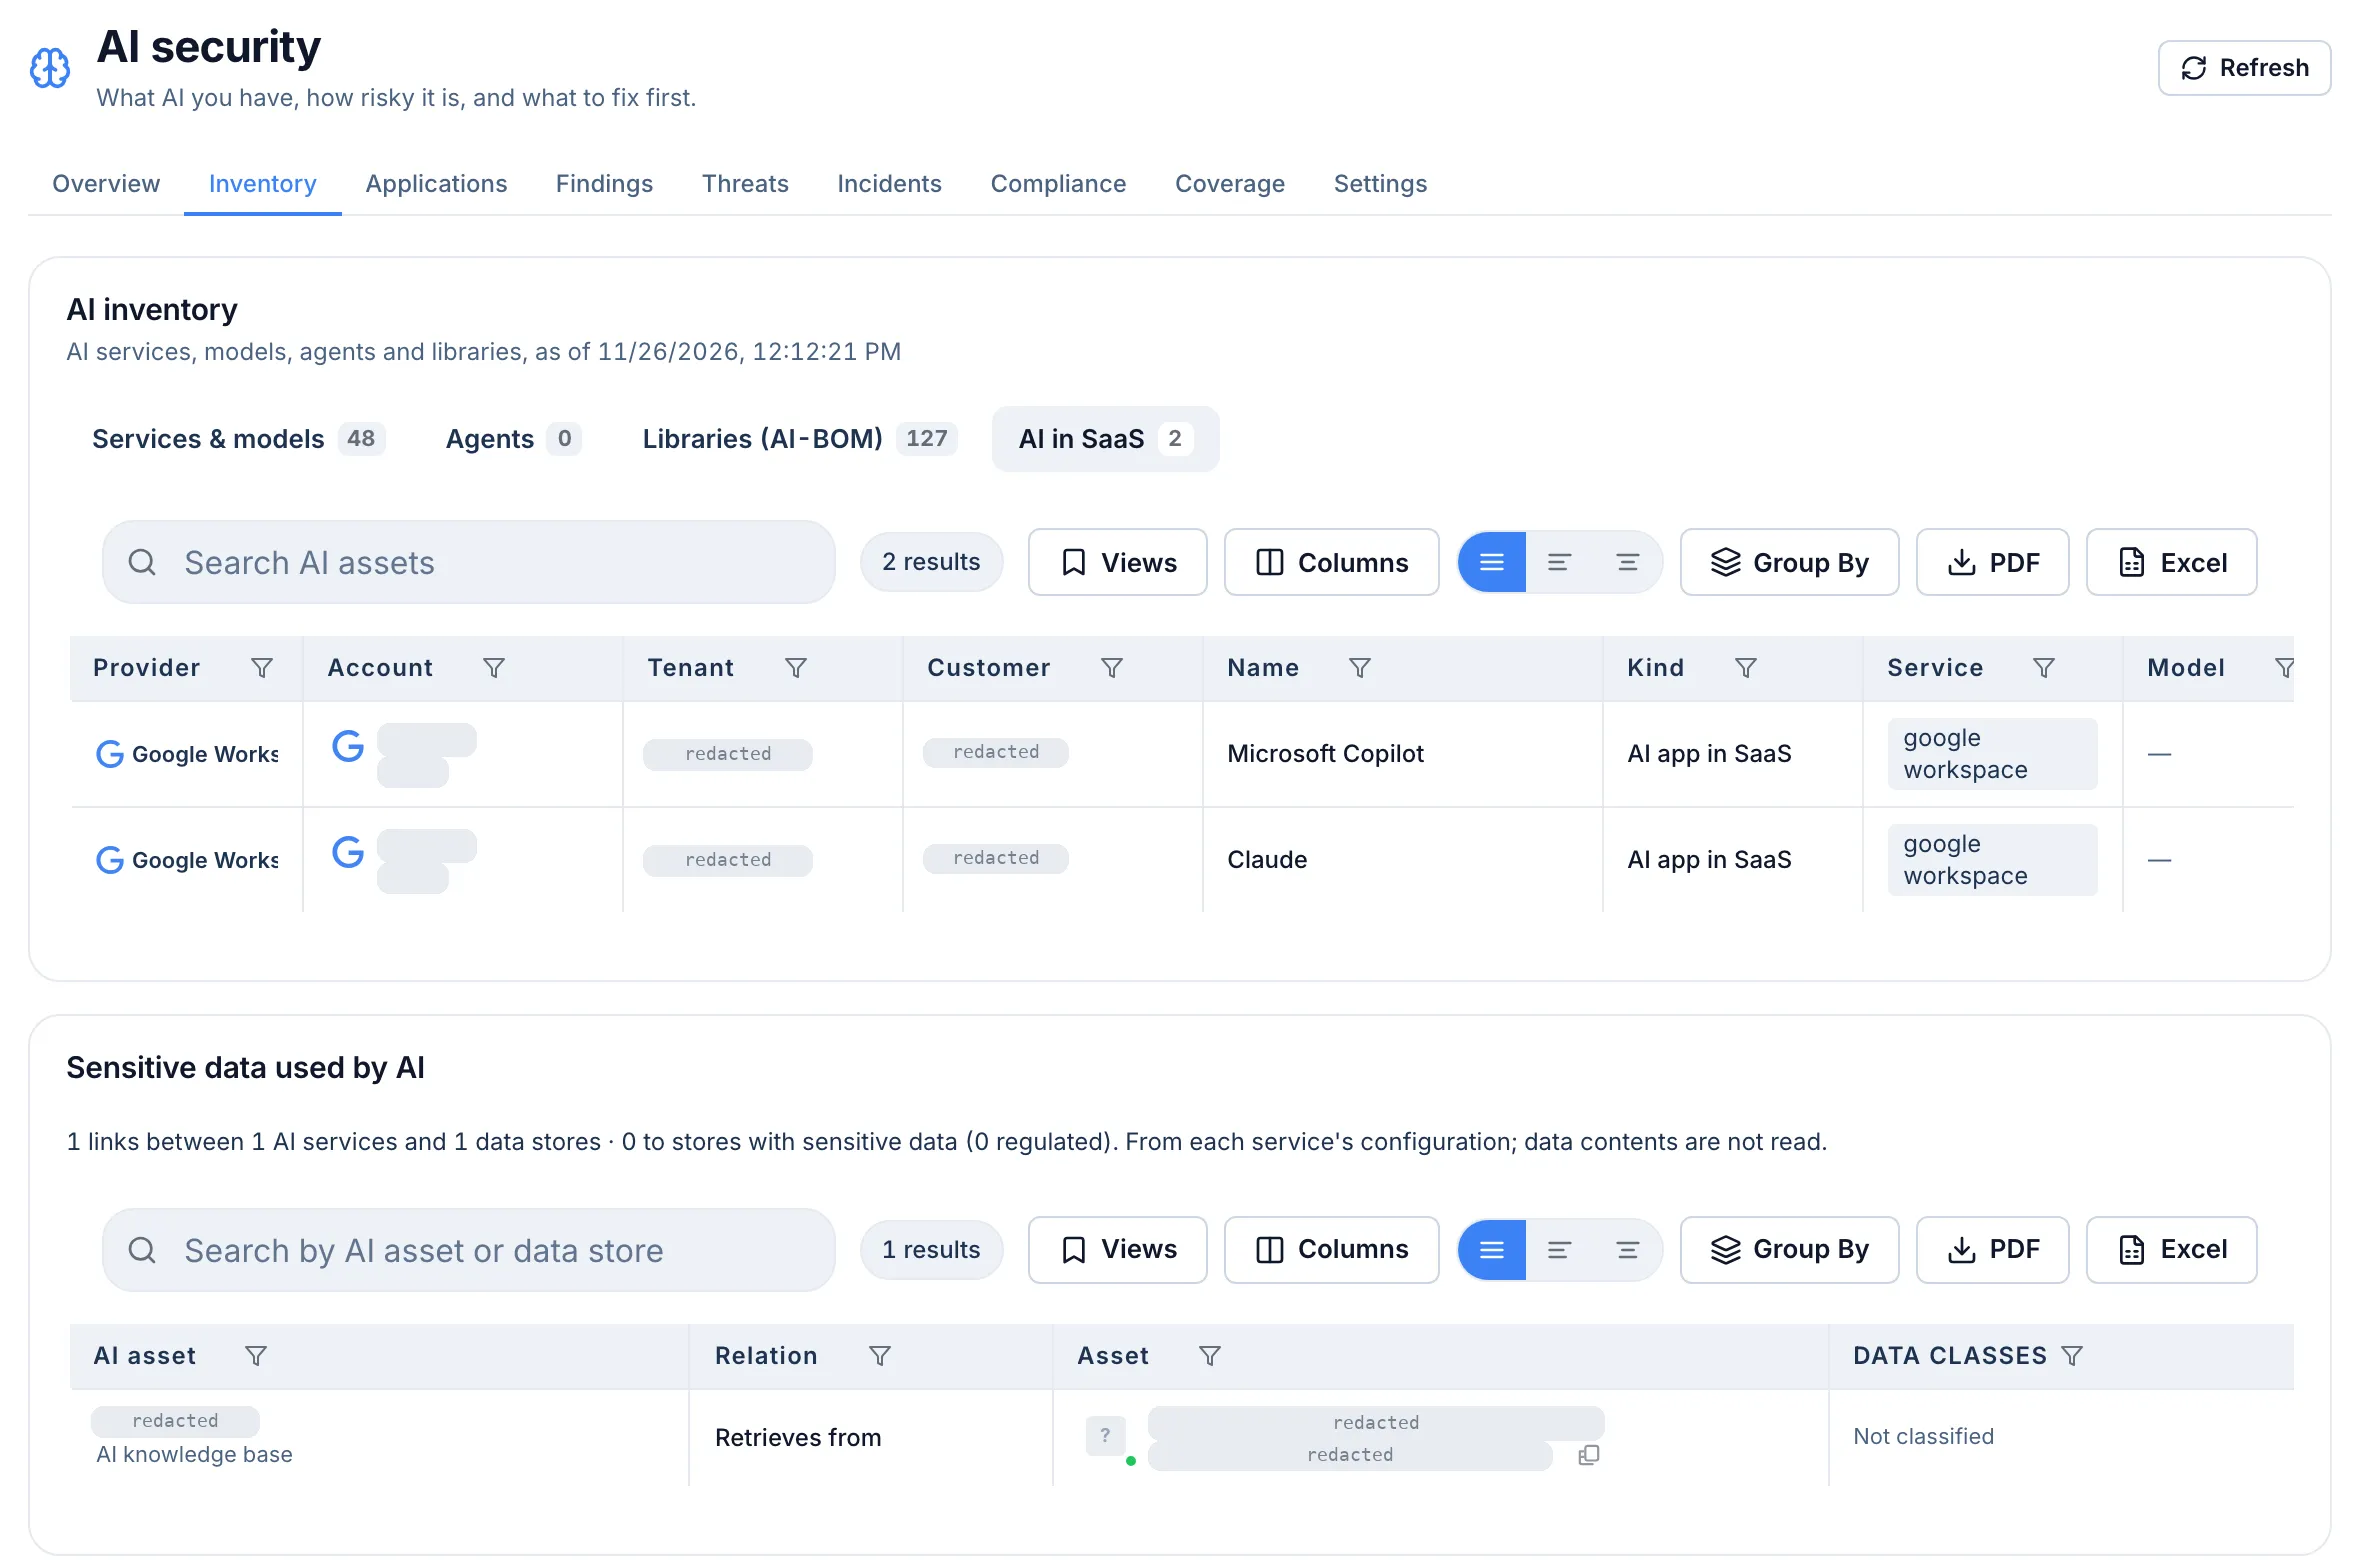 AI security
What AI you have, how risky it is, and what to fix first.
Refresh
Overview Inventory Applications Findings Threats Incidents Compliance Coverage Settings
AI inventory
AI services, models, agents and libraries, as of 11/26/2026, 12:12:21 PM
Services & models 48 Agents 0 Libraries (AI-BOM) 127 AI in SaaS 2
Search AI assets 2 results Views Columns Group By PDF Excel
Provider Account Tenant Customer Name Kind Service Model
Google Works redacted redacted Microsoft Copilot AI app in SaaS google workspace —
Google Works redacted redacted Claude AI app in SaaS google workspace —
Sensitive data used by AI
1 links between 1 AI services and 1 data stores · 0 to stores with sensitive data (0 regulated). From each service's configuration; data contents are not read.
Search by AI asset or data store 1 results Views Columns Group By PDF Excel
AI asset Relation Asset DATA CLASSES
redacted
AI knowledge base
Retrieves from
?
redacted
redacted
Not classified